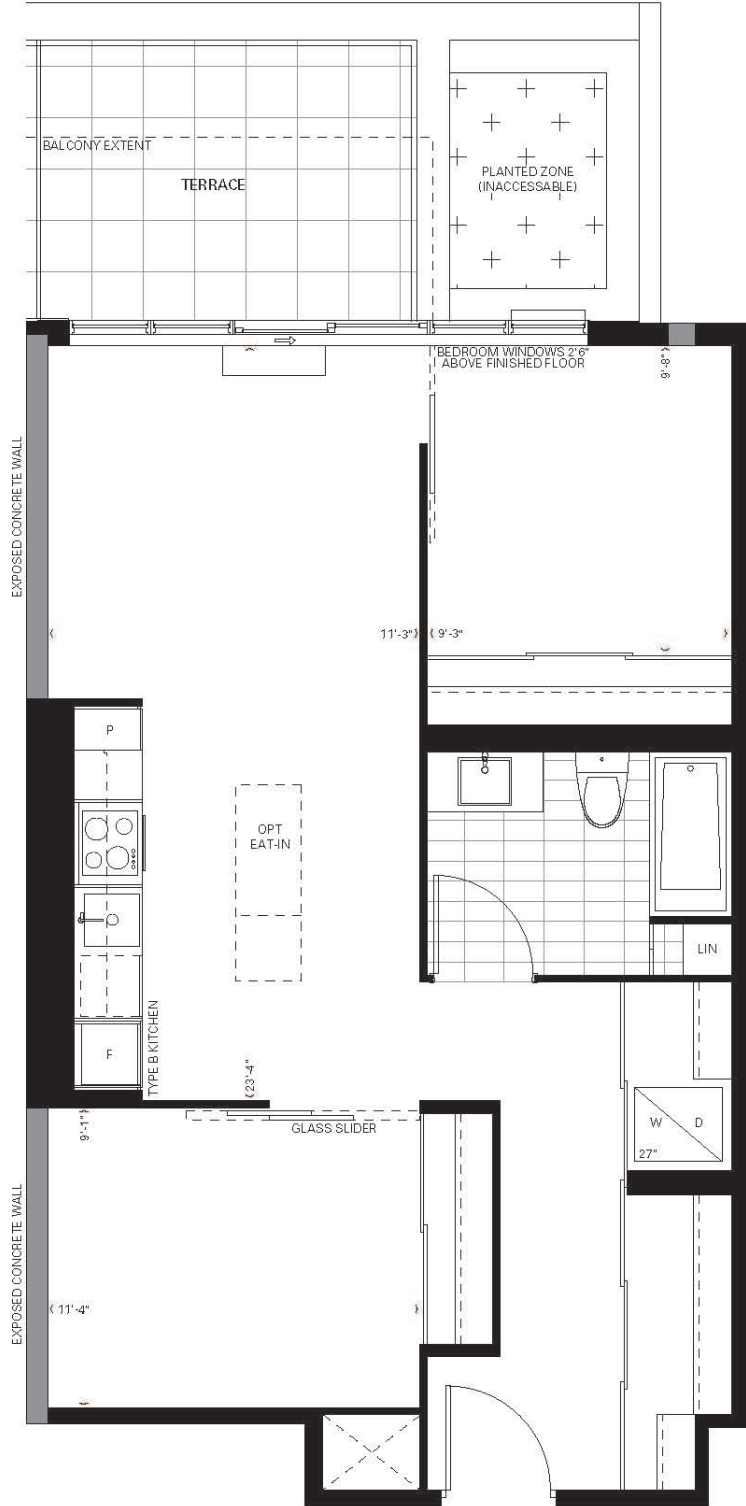 BALCONY EXTENT
TERRACE
PLANTED ZONE
(INACCESSABLE)
BEDROOM WINDOWS 2'6"
ABOVE FINISHED FLOOR
9'-8"
EXPOSED CONCRETE WALL
11'-3"
9'-3"
P
OPT
EAT-IN
LIN
TYPE B KITCHEN
F
23'-4"
9'-1"
GLASS SLIDER
W D
27"
EXPOSED CONCRETE WALL
11'-4"